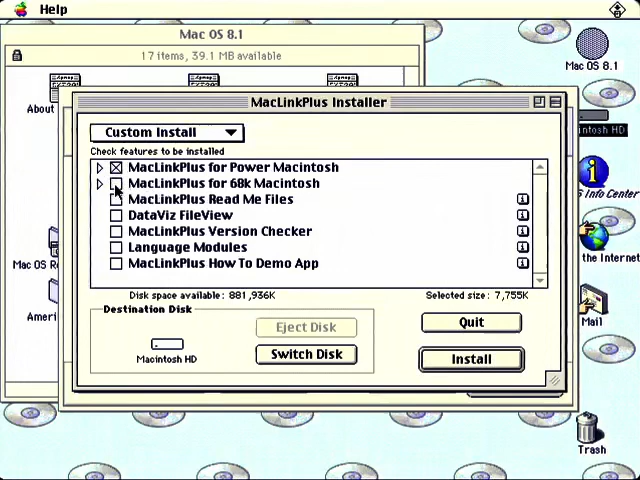 Help
Mac OS 8.1
17 items, 39.1 MB available
Mac OS 8.1
About
MacLinkPlus Installer
Custom Install
Check features to be installed
MacLinkPlus for Power Macintosh
MacLinkPlus for 68k Macintosh
MacLinkPlus Read Me Files
DataViz FileView
MacLinkPlus Version Checker
Language Modules
MacLinkPlus How To Demo App
Disk space available : 881,936K
Selected size : 7,755K
Destination Disk
Macintosh HD
Eject Disk
Switch Disk
Quit
Install
Mac OS
Ameri
intosh HD
Info Center
the Internet
Mail
Trash